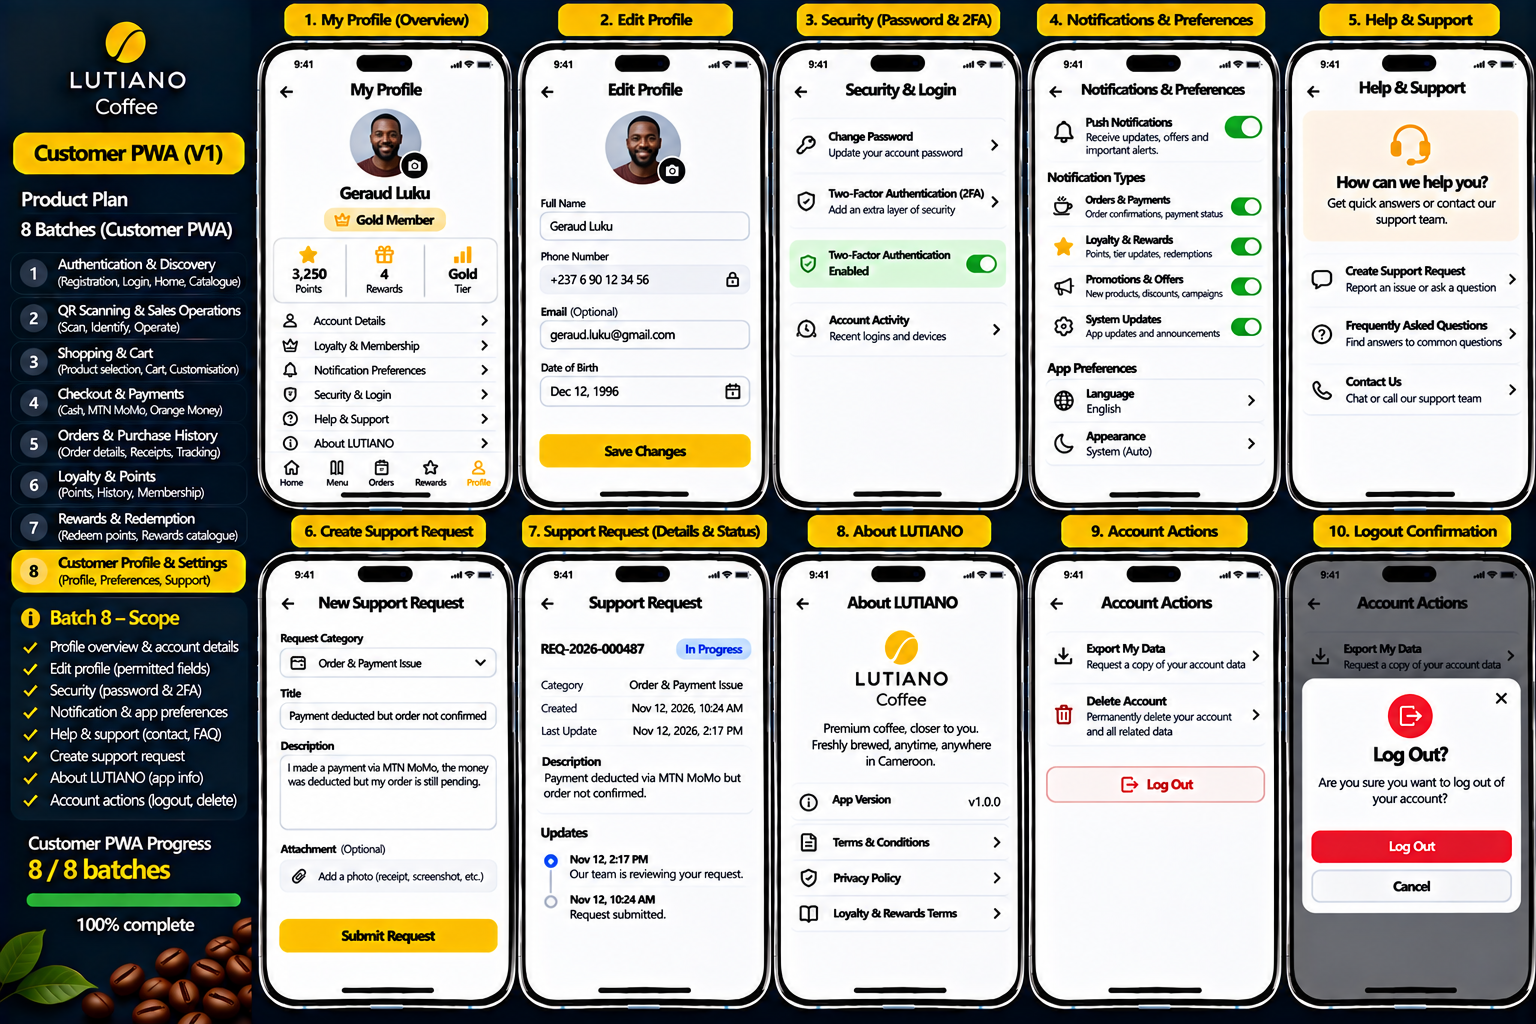 LUTIANO
Coffee
Customer PWA (V1)
Product Plan
8 Batches (Customer PWA)
1
Authentication & Discovery
(Registration, Login, Home, Catalogue)
2
QR Scanning & Sales Operations
(Scan, Identify, Operate)
3
Shopping & Cart
(Product selection, Cart, Customisation)
4
Checkout & Payments
(Cash, MTN MoMo, Orange Money)
5
Orders & Purchase History
(Order details, Receipts, Tracking)
6
Loyalty & Points
(Points, History, Membership)
7
Rewards & Redemption
(Redeem points, Rewards catalogue)
8
Customer Profile & Settings
(Profile, Preferences, Support)
Batch 8 – Scope
Profile overview & account details
Edit profile (permitted fields)
Security (password & 2FA)
Notification & app preferences
Help & support (contact, FAQ)
Create support request
About LUTIANO (app info)
Account actions (logout, delete)
Customer PWA Progress
8 / 8 batches
100% complete
1. My Profile (Overview)
9:41
My Profile
Geraud Luku
Gold Member
3,250
Points
4
Rewards
Gold
Tier
Account Details
Loyalty & Membership
Notification Preferences
Security & Login
Help & Support
About LUTIANO
Home
Menu
Orders
Rewards
Profile
2. Edit Profile
9:41
Edit Profile
Full Name
Geraud Luku
Phone Number
+237 6 90 12 34 56
Email (Optional)
geraud.luku@gmail.com
Date of Birth
Dec 12, 1996
Save Changes
3. Security (Password & 2FA)
9:41
Security & Login
Change Password
Update your account password
Two-Factor Authentication (2FA)
Add an extra layer of security
Two-Factor Authentication
Enabled
Account Activity
Recent logins and devices
4. Notifications & Preferences
9:41
Notifications & Preferences
Push Notifications
Receive updates, offers and
important alerts.
Notification Types
Orders & Payments
Order confirmations, payment status
Loyalty & Rewards
Points, tier updates, redemptions
Promotions & Offers
New products, discounts, campaigns
System Updates
App updates and announcements
App Preferences
Language
English
Appearance
System (Auto)
5. Help & Support
9:41
Help & Support
How can we help you?
Get quick answers or contact our
support team.
Create Support Request
Report an issue or ask a question
Frequently Asked Questions
Find answers to common questions
Contact Us
Chat or call our support team
6. Create Support Request
9:41
New Support Request
Request Category
Order & Payment Issue
Title
Payment deducted but order not confirmed
Description
I made a payment via MTN MoMo, the money
was deducted but my order is still pending.
Attachment (Optional)
Add a photo (receipt, screenshot, etc.)
Submit Request
7. Support Request (Details & Status)
9:41
Support Request
REQ-2026-000487
In Progress
Category
Order & Payment Issue
Created
Nov 12, 2026, 10:24 AM
Last Update
Nov 12, 2026, 2:17 PM
Description
Payment deducted via MTN MoMo but
order not confirmed.
Updates
Nov 12, 2:17 PM
Our team is reviewing your request.
Nov 12, 10:24 AM
Request submitted.
8. About LUTIANO
9:41
About LUTIANO
LUTIANO
Coffee
Premium coffee, closer to you.
Freshly brewed, anytime, anywhere
in Cameroon.
App Version
v1.0.0
Terms & Conditions
Privacy Policy
Loyalty & Rewards Terms
9. Account Actions
9:41
Account Actions
Export My Data
Request a copy of your account data
Delete Account
Permanently delete your account
and all related data
Log Out
10. Logout Confirmation
9:41
Account Actions
Export My Data
Request a copy of your account data
Log Out?
Are you sure you want to log out of
your account?
Log Out
Cancel